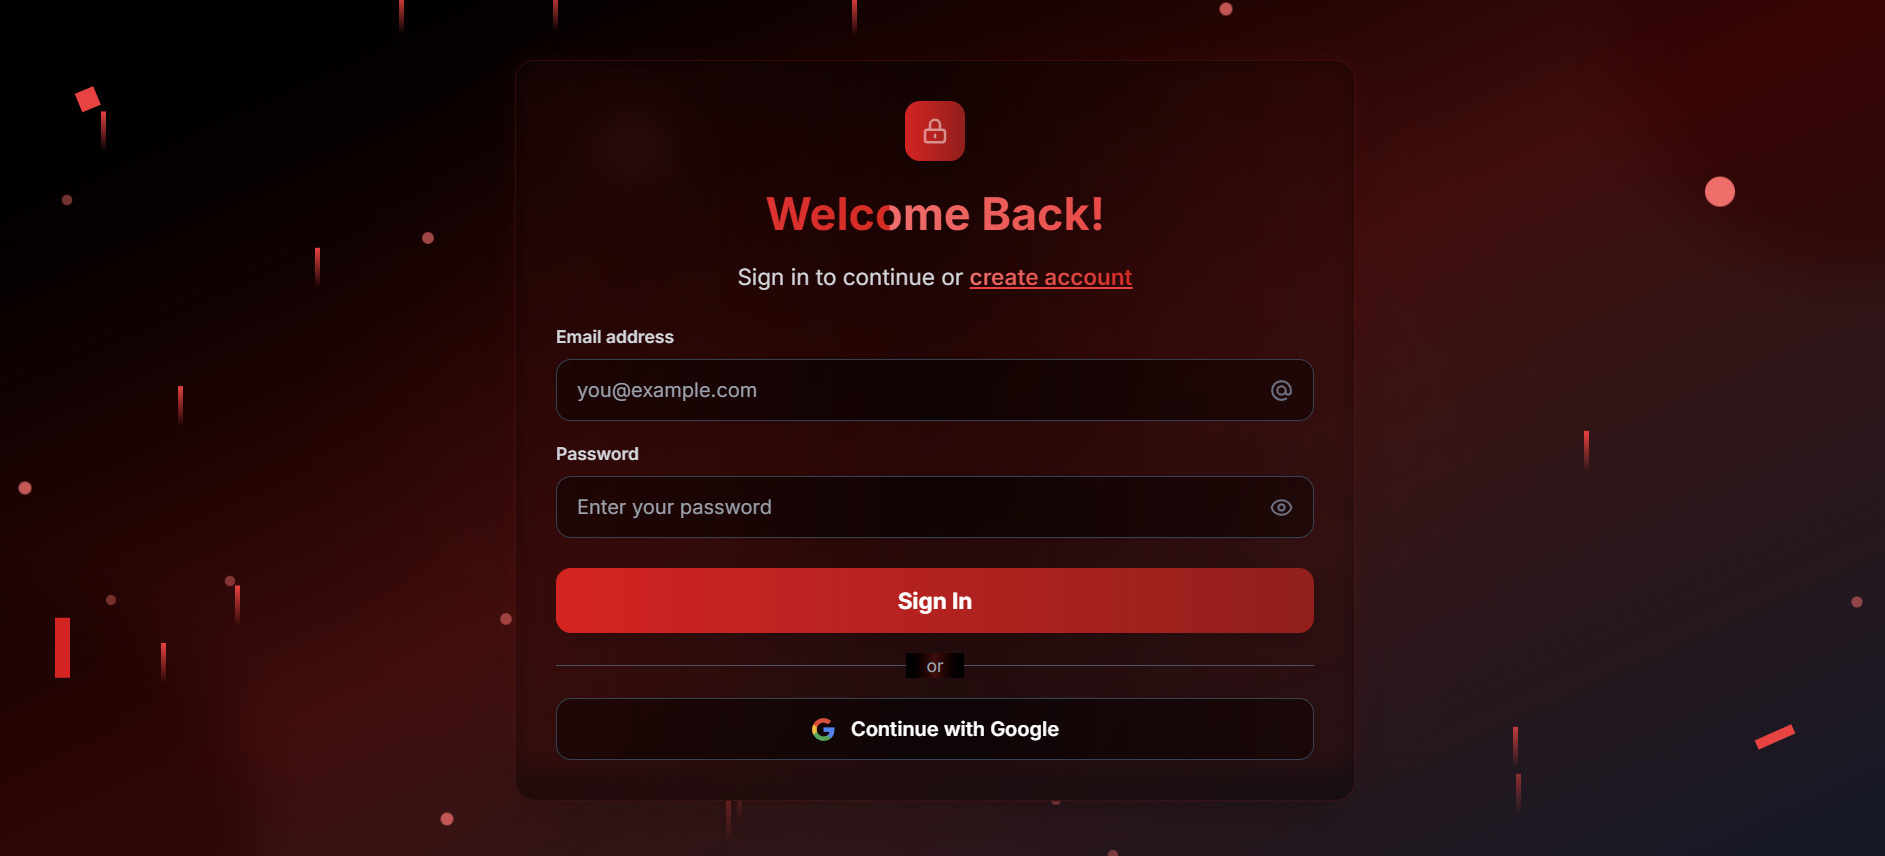 Welcome Back!
Sign in to continue or create account
Email address
you@example.com
Password
Enter your password
Sign In
or
Continue with Google